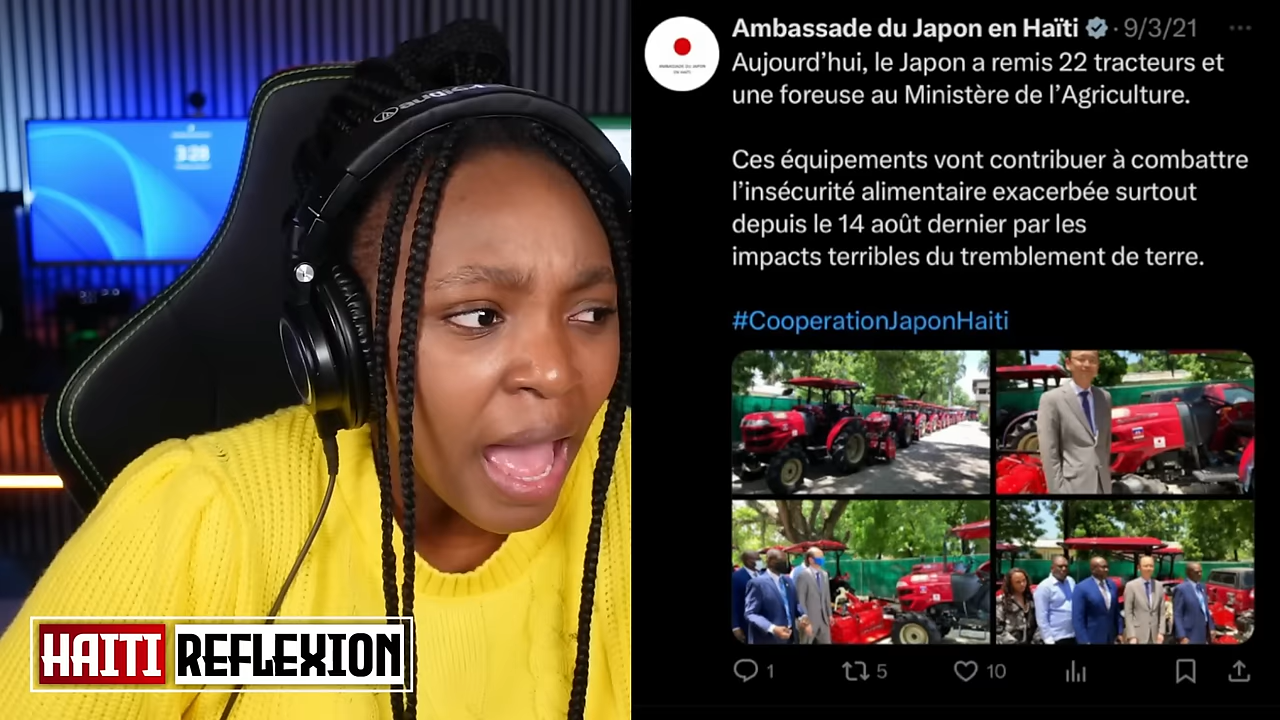 Ambassade du Japon en Haïti · 9/3/21
Aujourd’hui, le Japon a remis 22 tracteurs et
une foreuse au Ministère de l’Agriculture.
Ces équipements vont contribuer à combattre
l’insécurité alimentaire exacerbée surtout
depuis le 14 août dernier par les
impacts terribles du tremblement de terre.
#CooperationJaponHaiti
1 5 10
3:28
HAITI REFLEXION